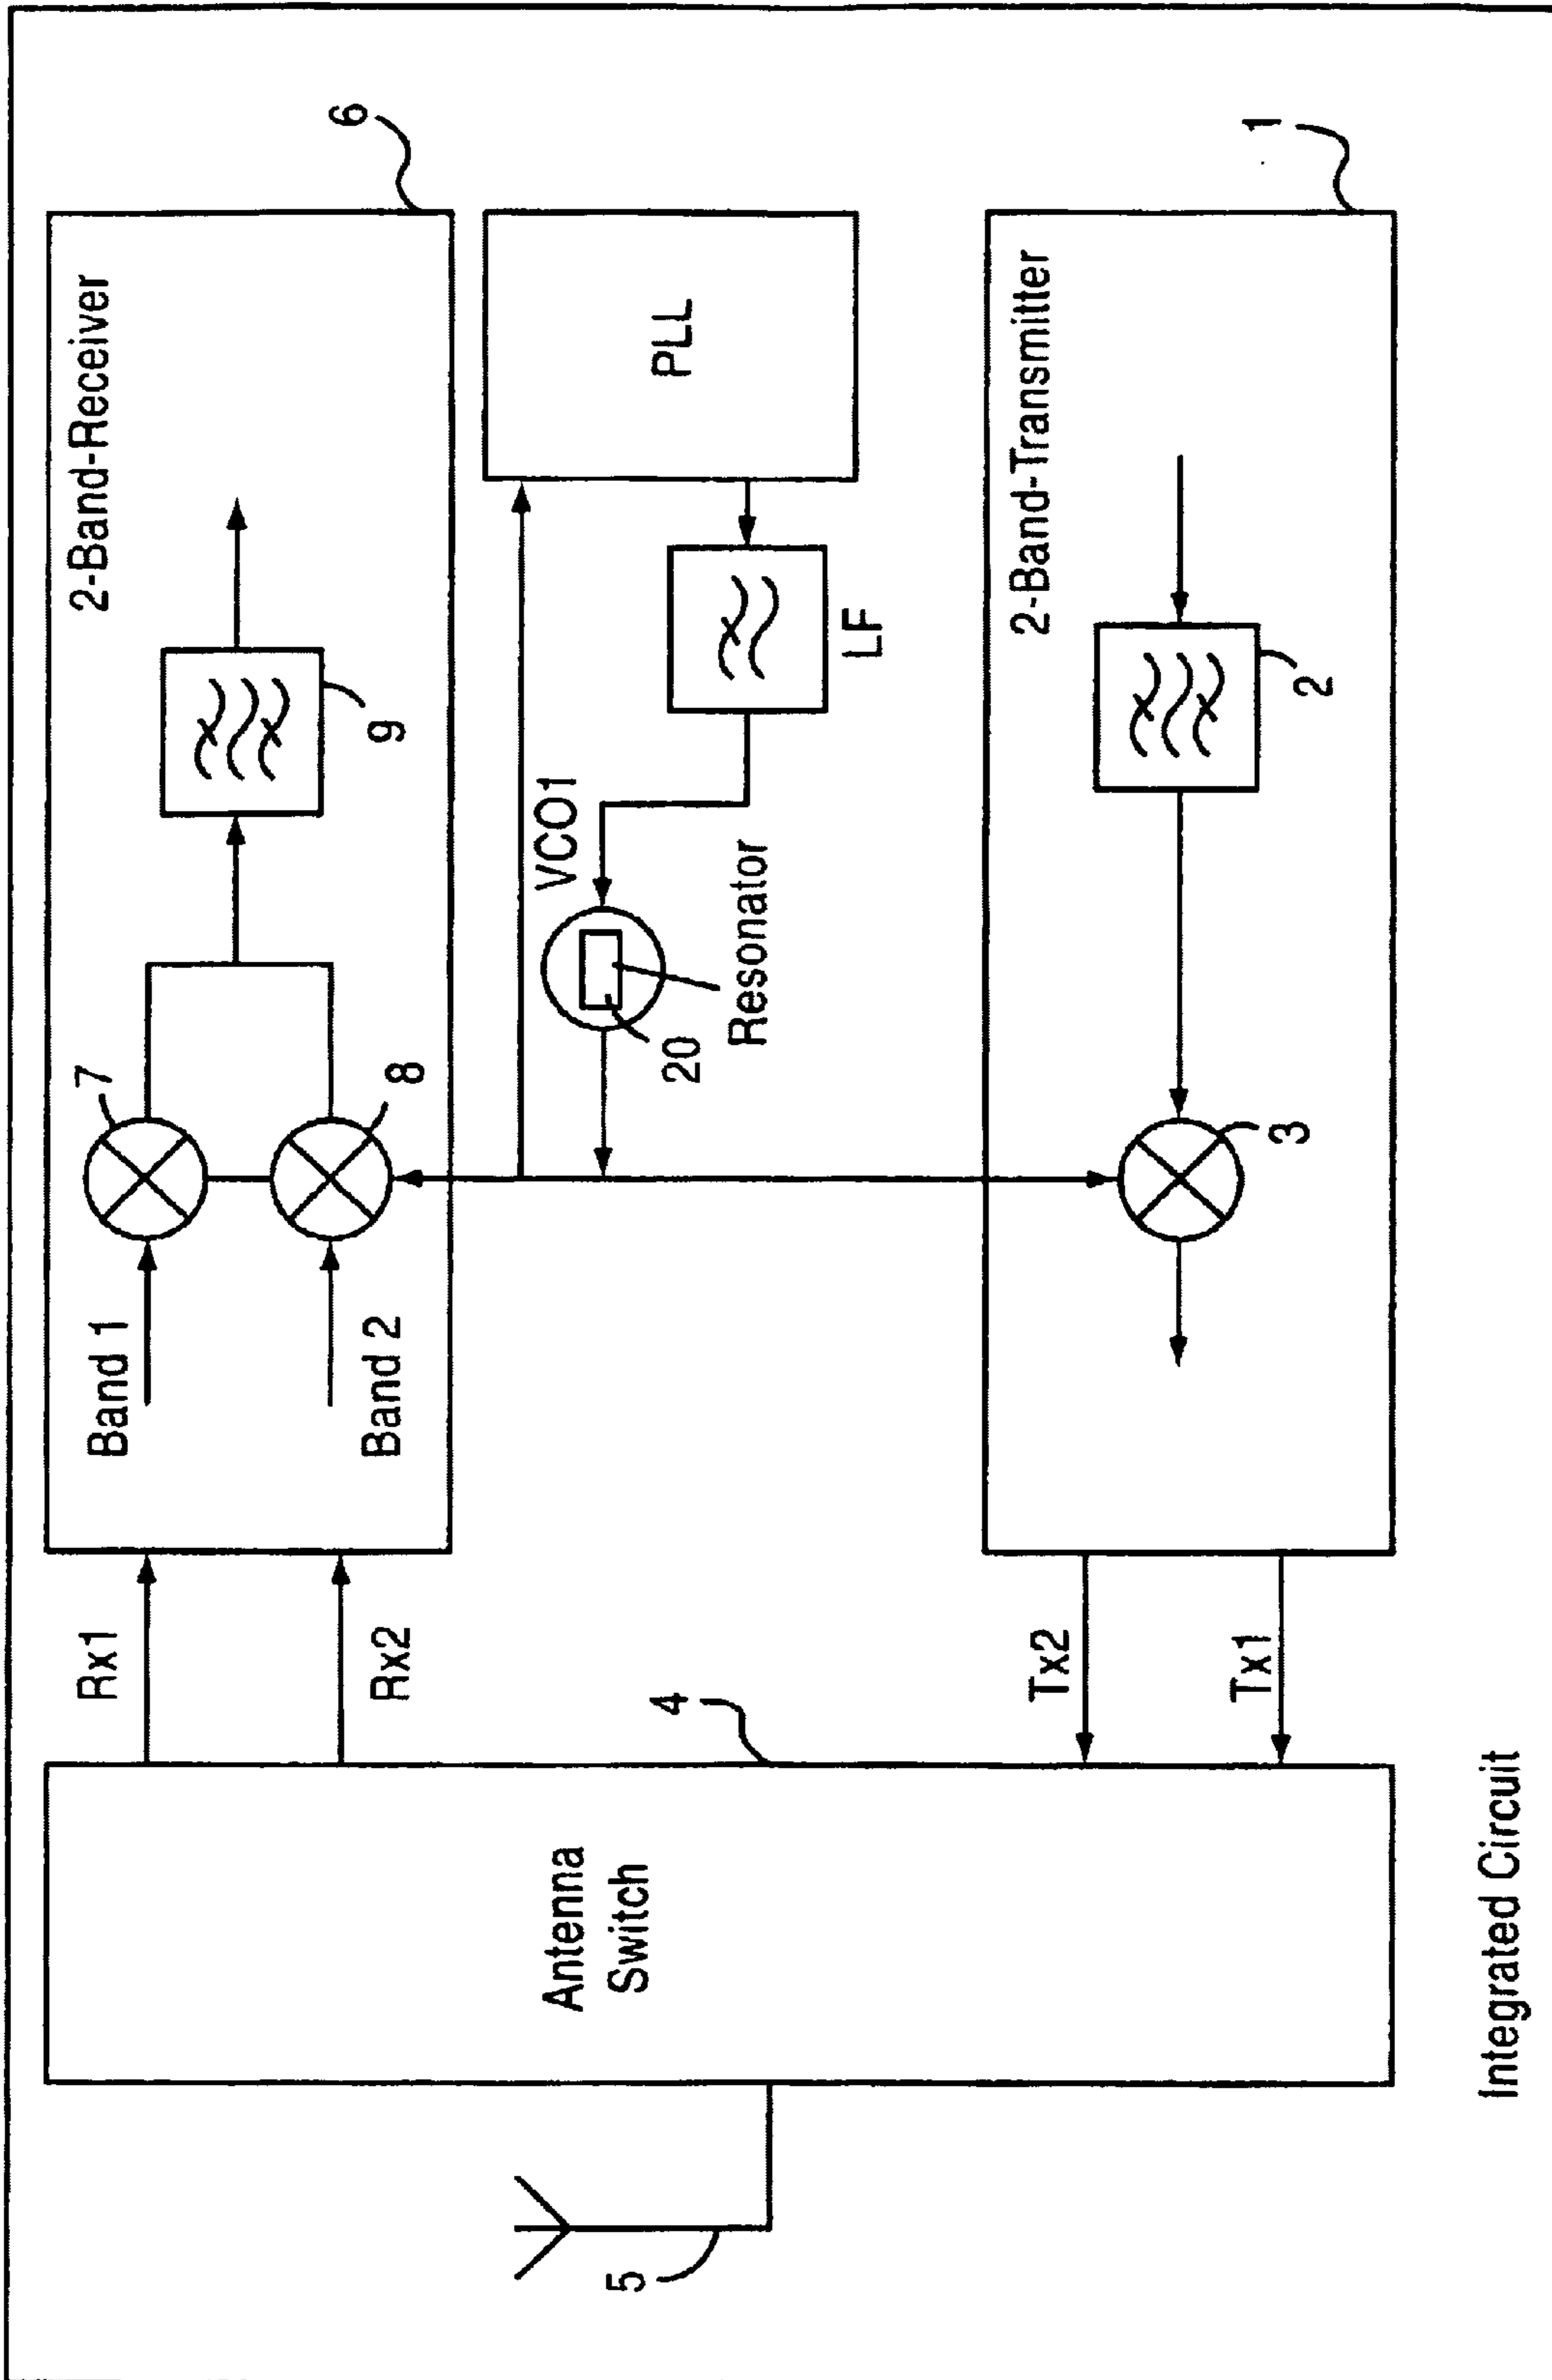 2-Band-Receiver
6
7
Band 1
8
Band 2
9
Rx1
Rx2
VCO1
PLL
LF
20
Resonator
Antenna
Switch
4
5
2-Band-Transmitter
1
2
3
Tx2
Tx1
Integrated Circuit